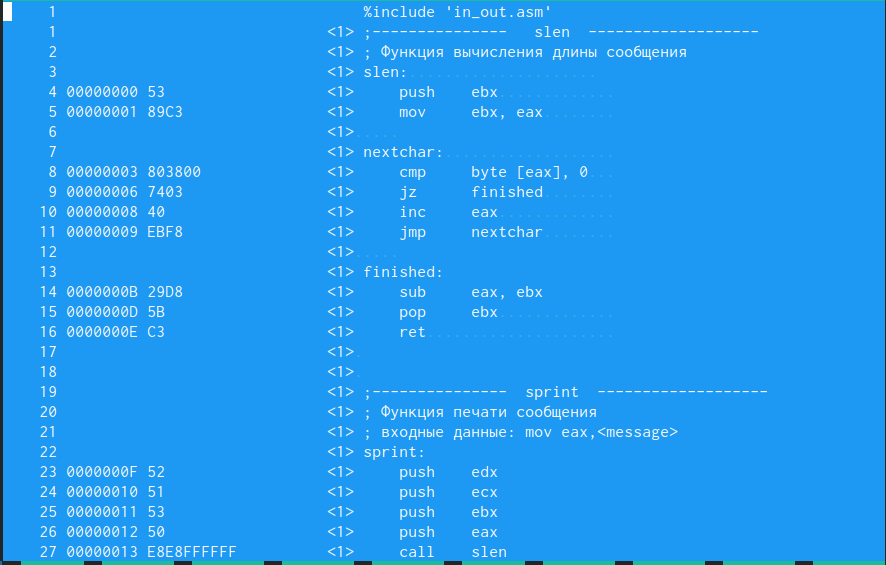 1 %include 'in_out.asm'
1 <1> ;--------------- slen -------------------
2 <1> ; Функция вычисления длины сообщения
3 <1> slen:.....................
4 00000000 53 <1> push ebx.............
5 00000001 89C3 <1> mov ebx, eax........
6 <1>.....
7 <1> nextchar:...................
8 00000003 803800 <1> cmp byte [eax], 0...
9 00000006 7403 <1> jz finished........
10 00000008 40 <1> inc eax.............
11 00000009 EBF8 <1> jmp nextchar........
12 <1>.....
13 <1> finished:
14 0000000B 29D8 <1> sub eax, ebx
15 0000000D 5B <1> pop ebx.............
16 0000000E C3 <1> ret.....................
17 <1>.
18 <1>.
19 <1> ;--------------- sprint -------------------
20 <1> ; Функция печати сообщения
21 <1> ; входные данные: mov eax,<message>
22 <1> sprint:
23 0000000F 52 <1> push edx
24 00000010 51 <1> push ecx
25 00000011 53 <1> push ebx
26 00000012 50 <1> push eax
27 00000013 E8E8FFFFFF <1> call slen